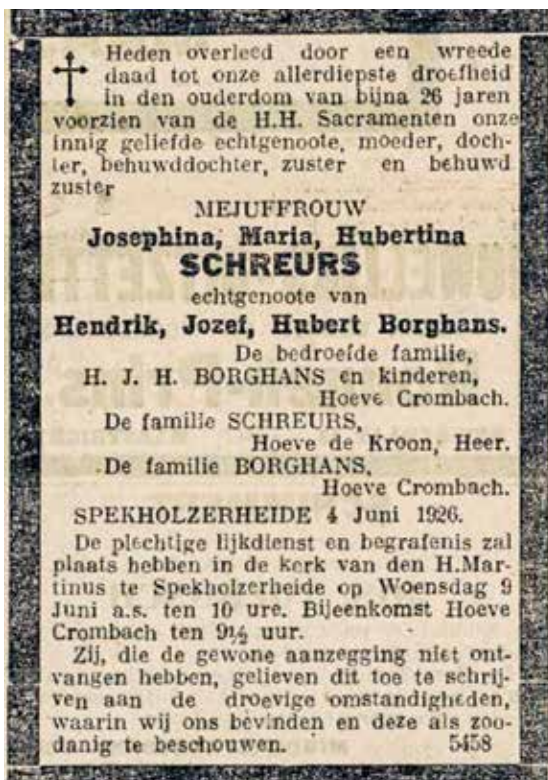 Heden overleed door een wreede
daad tot onze allerdiepste droefheid
in den ouderdom van bijna 26 jaren
voorzien van de H.H. Sacramenten onze
innig geliefde echtgenoote, moeder, doch-
ter, behuwddochter, zuster en behuwd
zuster
MEJUFFROUW
Josephina, Maria, Hubertina
SCHREURS
echtgenoote van
Hendrik, Jozef, Hubert Borghans.
De bedroefde familie,
H. J. H. BORGHANS en kinderen,
Hoeve Crombach.
De familie SCHREURS,
Hoeve de Kroon, Heer.
De familie BORGHANS,
Hoeve Crombach.
SPEKHOLZERHEIDE 4 Juni 1926.
De plechtige lijkdienst en begrafenis zal
plaats hebben in de kerk van den H.Mar-
tinus te Spekholzerheide op Woensdag 9
Juni a.s. ten 10 ure. Bijeenkomst Hoeve
Crombach ten 9½ uur.
Zij, die de gewone aanzegging niet ont-
vangen hebben, gelieven dit toe te schrij-
ven aan de droevige omstandigheden,
waarin wij ons bevinden en deze als zoo-
danig te beschouwen. 5458